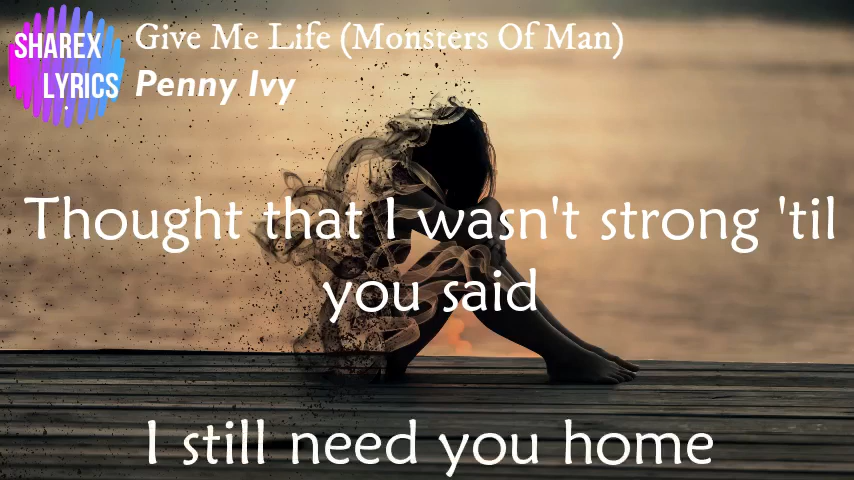 SHAREX
LYRICS
Give Me Life (Monsters Of Man)
Penny Ivy
Thought that I wasn't strong 'til
you said
I still need you home